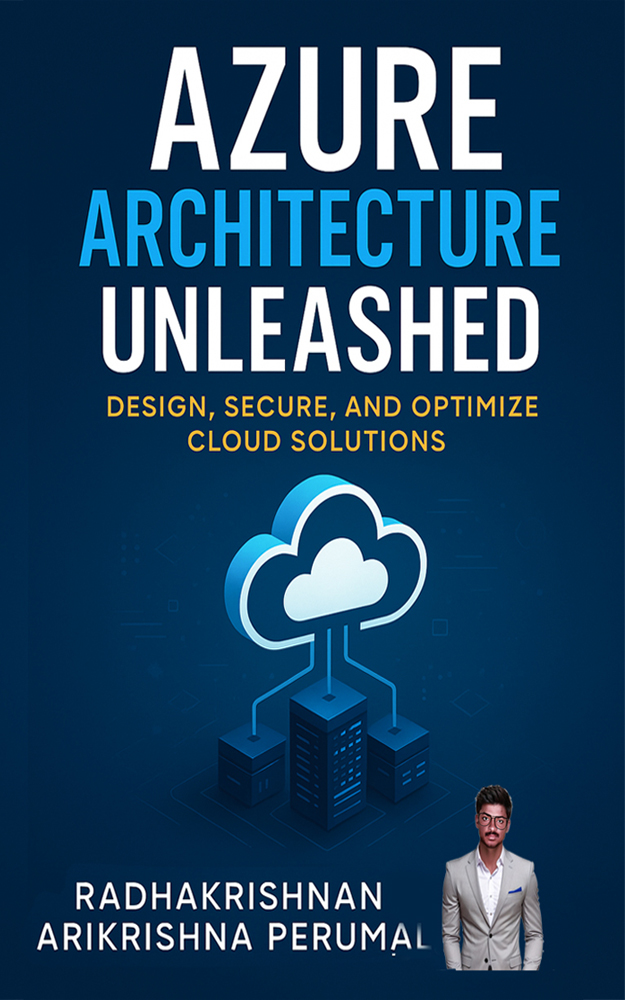 AZURE
ARCHITECTURE
UNLEASHED
DESIGN, SECURE, AND OPTIMIZE
CLOUD SOLUTIONS
RADHAKRISHNAN
ARIKRISHNA PERUMAL